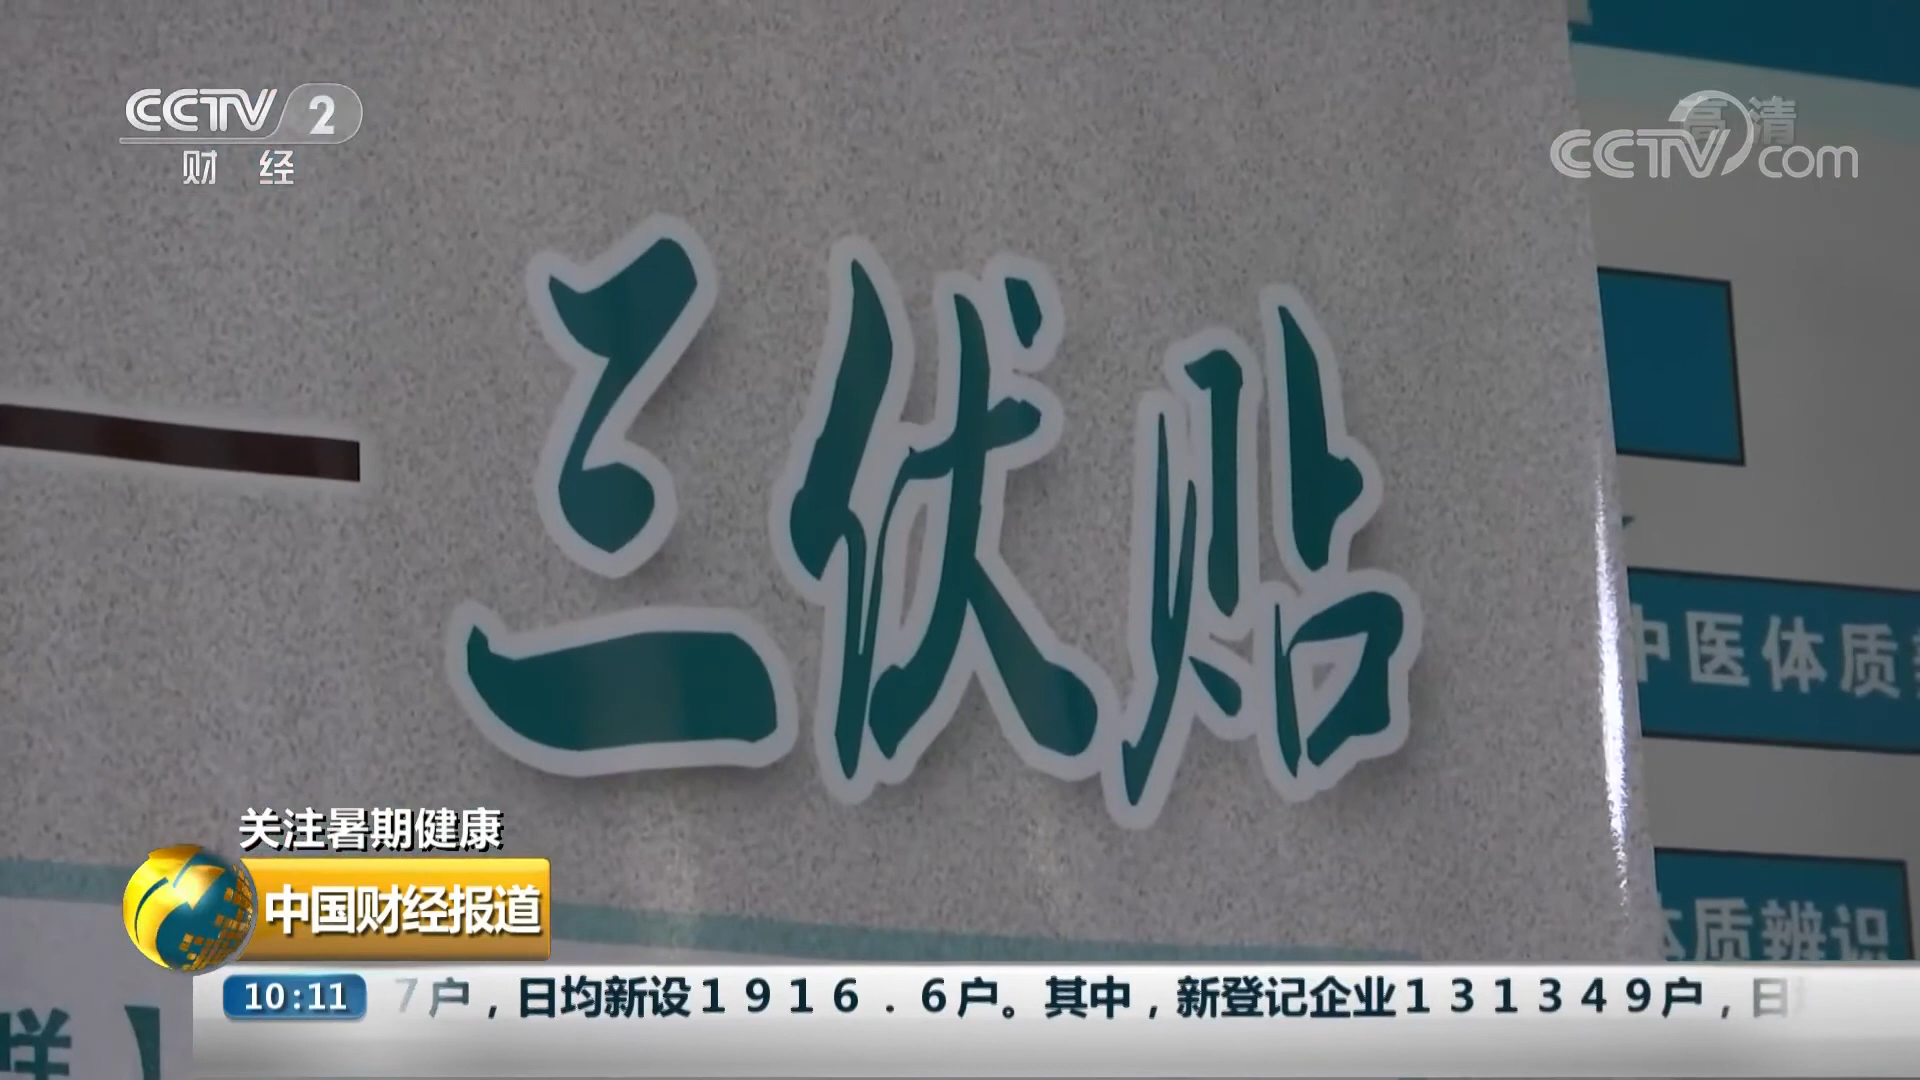 CCTV 2
财 经
高清
CCTV com
三伏贴
中医体质
体质辨识
关注暑期健康
中国财经报道
10:11
7户，日均新设1916.6户。其中，新登记企业131349户，日
样】